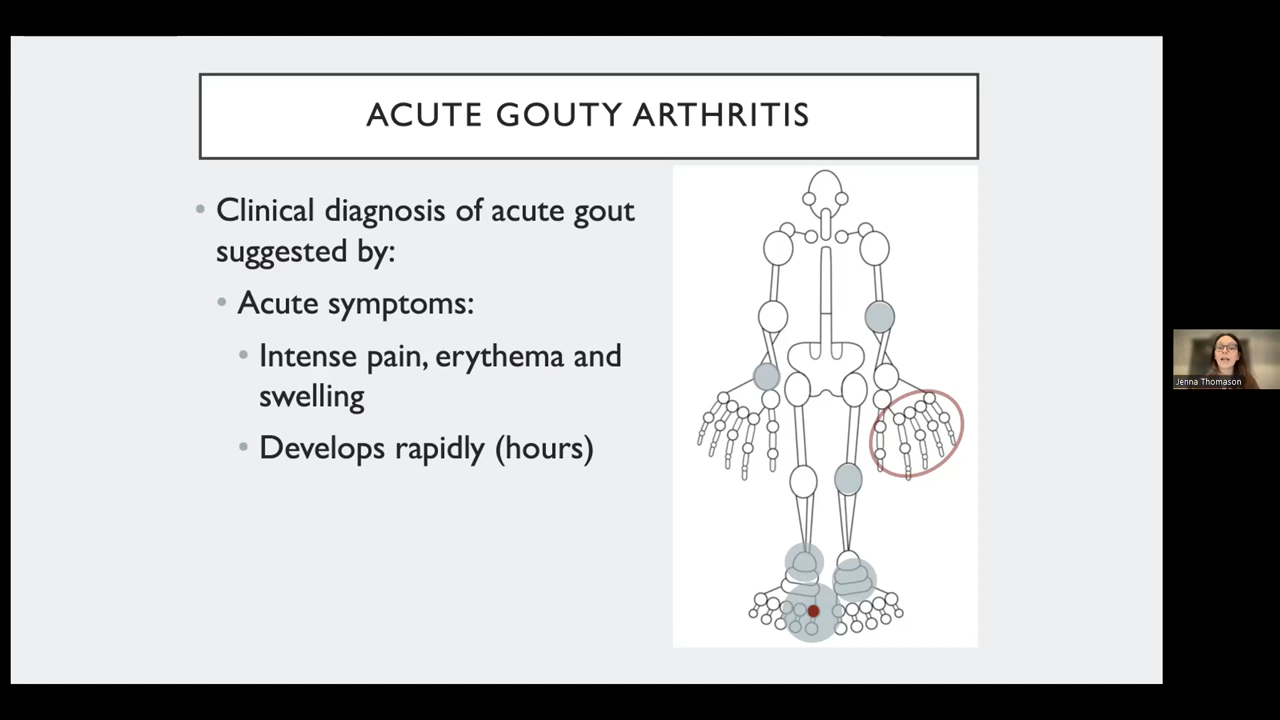 ACUTE GOUTY ARTHRITIS
Clinical diagnosis of acute gout
suggested by:
Acute symptoms:
Intense pain, erythema and
swelling
Develops rapidly (hours)
Jenna Thomason